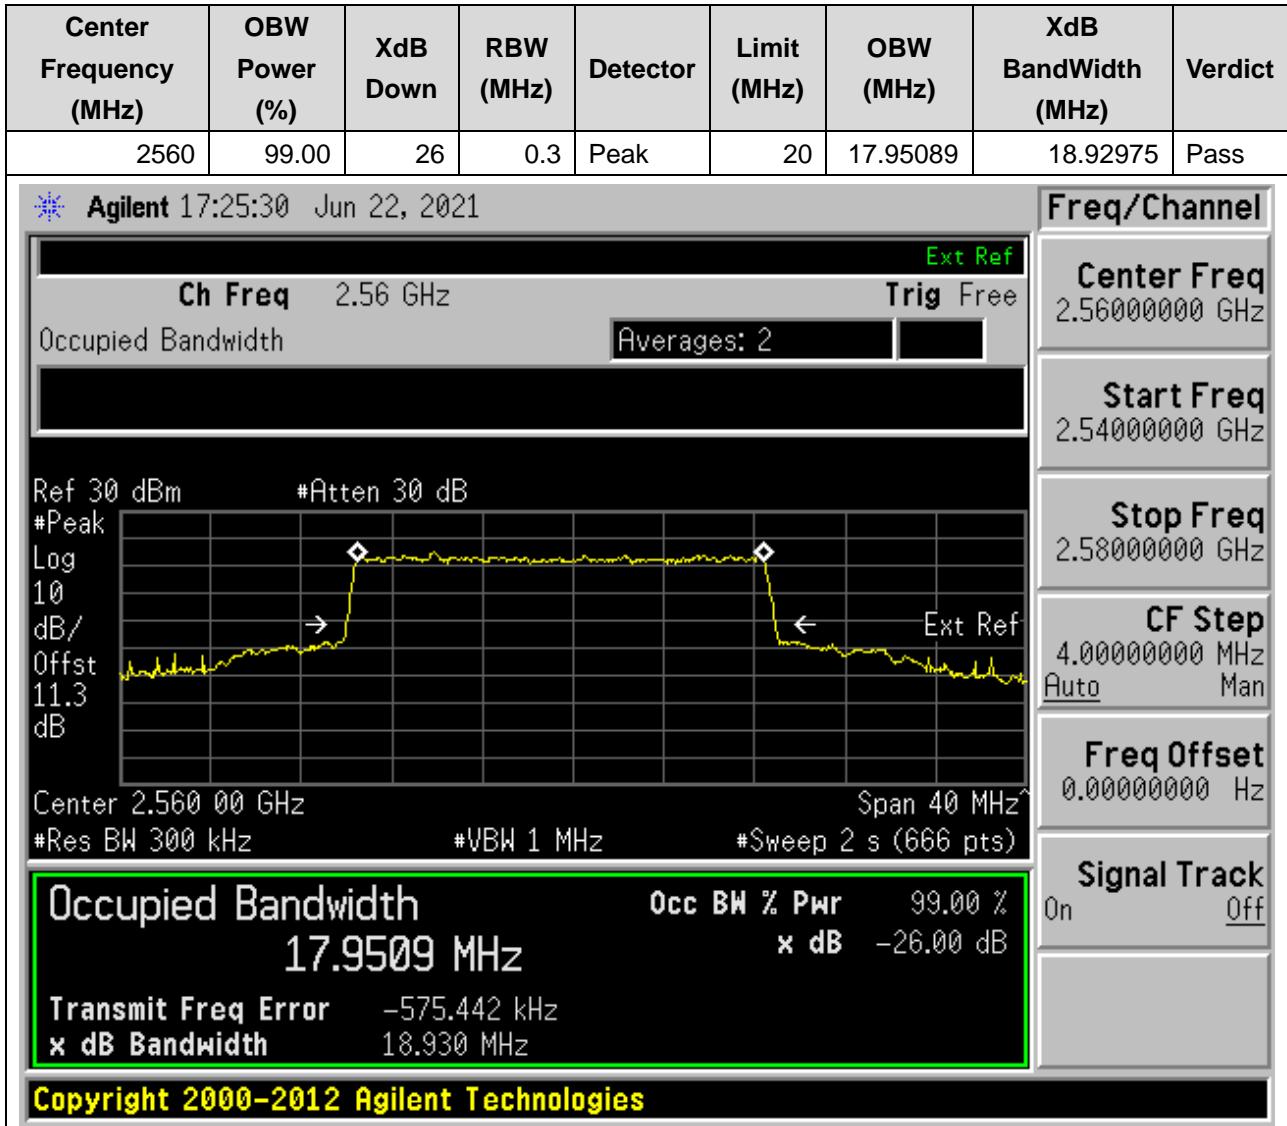 Center Frequency (MHz) OBW Power (%) XdB Down RBW (MHz) Detector Limit (MHz) OBW (MHz) XdB BandWidth (MHz) Verdict
2560 99.00 26 0.3 Peak 20 17.95089 18.92975 Pass
Agilent 17:25:30 Jun 22, 2021
Ext Ref
Ch Freq 2.56 GHz Trig Free
Occupied Bandwidth Averages: 2
Ref 30 dBm #Atten 30 dB
#Peak
Log
10
dB/
Offst
11.3
dB
Ext Ref
Center 2.560 00 GHz Span 40 MHz^
#Res BW 300 kHz #VBW 1 MHz #Sweep 2 s (666 pts)
Occupied Bandwidth Occ BW % Pwr 99.00 %
17.9509 MHz x dB -26.00 dB
Transmit Freq Error -575.442 kHz
x dB Bandwidth 18.930 MHz
Copyright 2000-2012 Agilent Technologies
Freq/Channel
Center Freq
2.56000000 GHz
Start Freq
2.54000000 GHz
Stop Freq
2.58000000 GHz
CF Step
4.00000000 MHz
Auto Man
Freq Offset
0.00000000 Hz
Signal Track
On Off